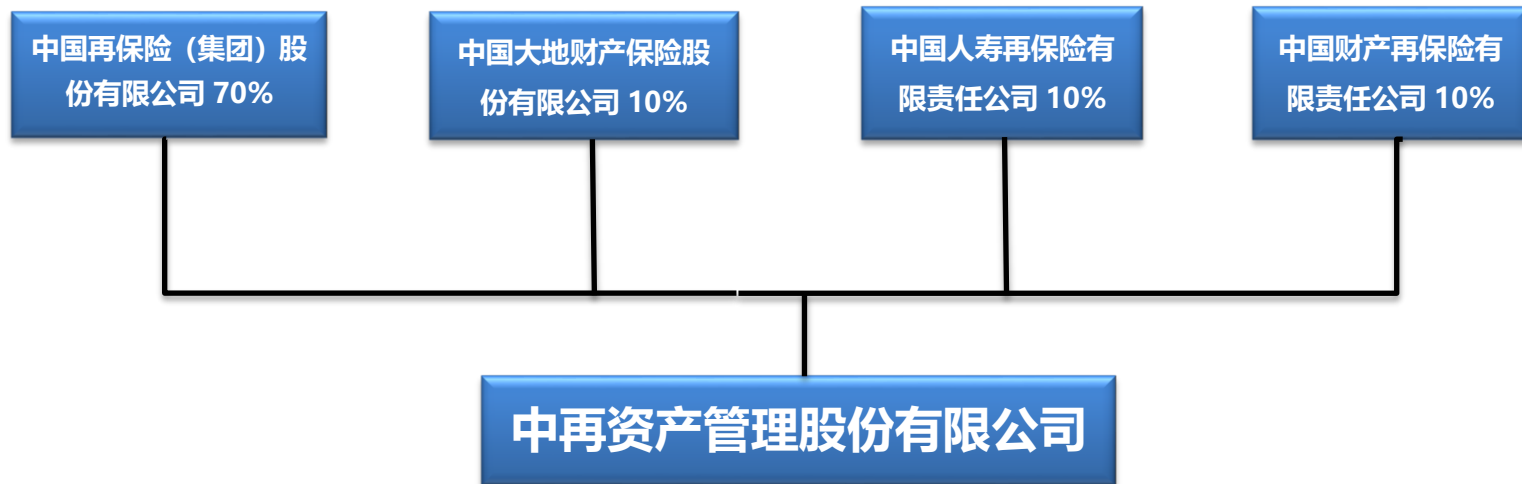 中国再保险（集团）股
份有限公司 70%
中国大地财产保险股
份有限公司 10%
中国人寿再保险有
限责任公司 10%
中国财产再保险有
限责任公司 10%
中再资产管理股份有限公司